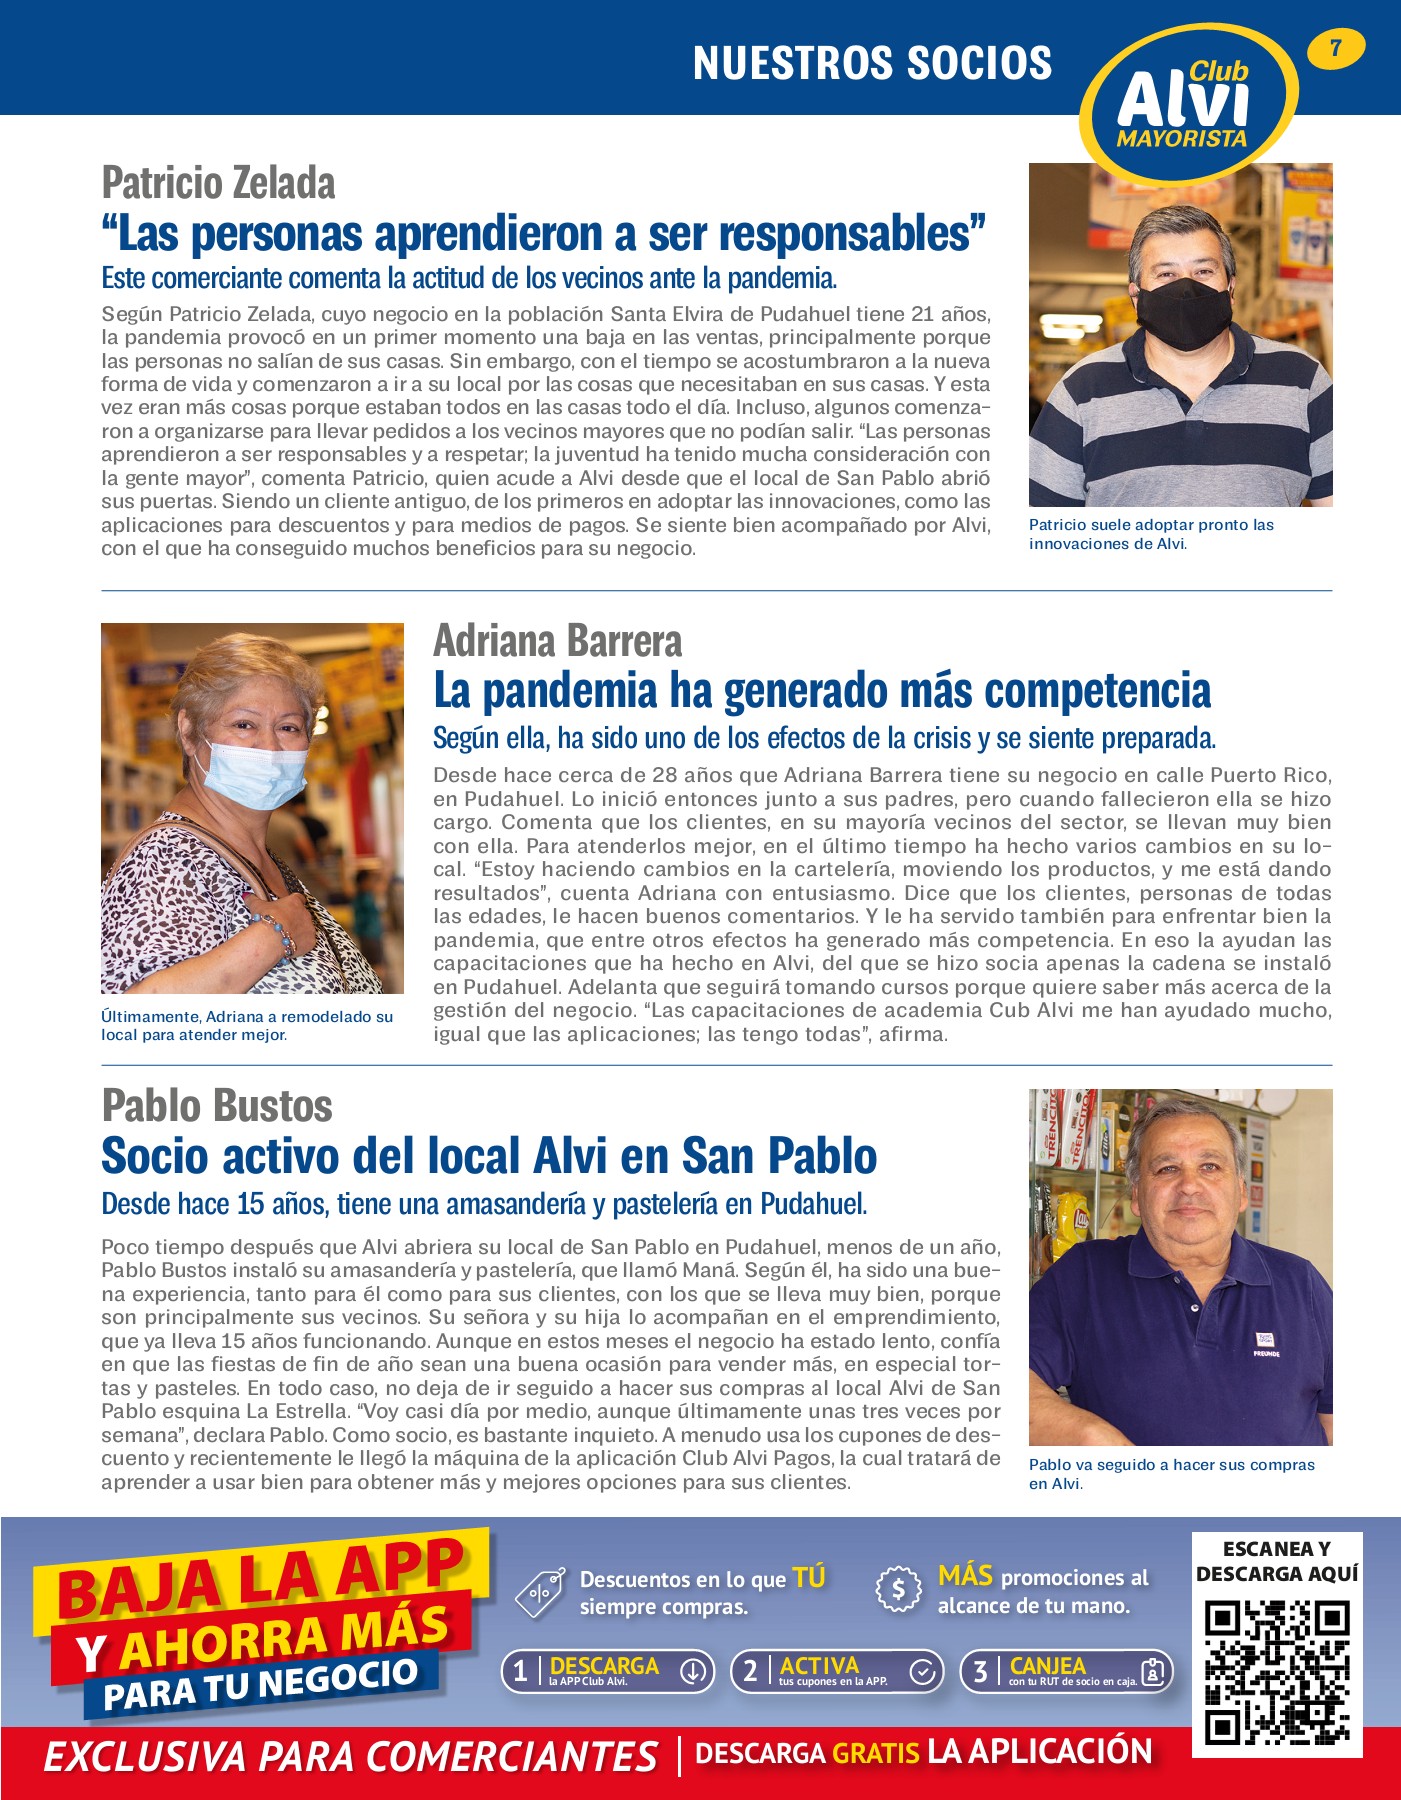 NUESTROS SOCIOS
Club
Alvi
MAYORISTA
7
Patricio Zelada
“Las personas aprendieron a ser responsables”
Este comerciante comenta la actitud de los vecinos ante la pandemia.
Según Patricio Zelada, cuyo negocio en la población Santa Elvira de Pudahuel tiene 21 años,
la pandemia provocó en un primer momento una baja en las ventas, principalmente porque
las personas no salían de sus casas. Sin embargo, con el tiempo se acostumbraron a la nueva
forma de vida y comenzaron a ir a su local por las cosas que necesitaban en sus casas. Y esta
vez eran más cosas porque estaban todos en las casas todo el día. Incluso, algunos comenza-
ron a organizarse para llevar pedidos a los vecinos mayores que no podían salir. “Las personas
aprendieron a ser responsables y a respetar; la juventud ha tenido mucha consideración con
la gente mayor”, comenta Patricio, quien acude a Alvi desde que el local de San Pablo abrió
sus puertas. Siendo un cliente antiguo, de los primeros en adoptar las innovaciones, como las
aplicaciones para descuentos y para medios de pagos. Se siente bien acompañado por Alvi,
con el que ha conseguido muchos beneficios para su negocio.
Patricio suele adoptar pronto las
innovaciones de Alvi.
Adriana Barrera
La pandemia ha generado más competencia
Según ella, ha sido uno de los efectos de la crisis y se siente preparada.
Desde hace cerca de 28 años que Adriana Barrera tiene su negocio en calle Puerto Rico,
en Pudahuel. Lo inició entonces junto a sus padres, pero cuando fallecieron ella se hizo
cargo. Comenta que los clientes, en su mayoría vecinos del sector, se llevan muy bien
con ella. Para atenderlos mejor, en el último tiempo ha hecho varios cambios en su lo-
cal. “Estoy haciendo cambios en la cartelería, moviendo los productos, y me está dando
resultados”, cuenta Adriana con entusiasmo. Dice que los clientes, personas de todas
las edades, le hacen buenos comentarios. Y le ha servido también para enfrentar bien la
pandemia, que entre otros efectos ha generado más competencia. En eso la ayudan las
capacitaciones que ha hecho en Alvi, del que se hizo socia apenas la cadena se instaló
en Pudahuel. Adelanta que seguirá tomando cursos porque quiere saber más acerca de la
gestión del negocio. “Las capacitaciones de academia Cub Alvi me han ayudado mucho,
igual que las aplicaciones; las tengo todas”, afirma.
Últimamente, Adriana a remodelado su
local para atender mejor.
Pablo Bustos
Socio activo del local Alvi en San Pablo
Desde hace 15 años, tiene una amasandería y pastelería en Pudahuel.
Poco tiempo después que Alvi abriera su local de San Pablo en Pudahuel, menos de un año,
Pablo Bustos instaló su amasandería y pastelería, que llamó Maná. Según él, ha sido una bue-
na experiencia, tanto para él como para sus clientes, con los que se lleva muy bien, porque
son principalmente sus vecinos. Su señora y su hija lo acompañan en el emprendimiento,
que ya lleva 15 años funcionando. Aunque en estos meses el negocio ha estado lento, confía
en que las fiestas de fin de año sean una buena ocasión para vender más, en especial tor-
tas y pasteles. En todo caso, no deja de ir seguido a hacer sus compras al local Alvi de San
Pablo esquina La Estrella. “Voy casi día por medio, aunque últimamente unas tres veces por
semana”, declara Pablo. Como socio, es bastante inquieto. A menudo usa los cupones de des-
cuento y recientemente le llegó la máquina de la aplicación Club Alvi Pagos, la cual tratará de
aprender a usar bien para obtener más y mejores opciones para sus clientes.
TRENCITO
TRENCITO
Lay's
FREUNDE
Pablo va seguido a hacer sus compras
en Alvi.
BAJA LA APP
Y AHORRA MÁS
PARA TU NEGOCIO
Descuentos en lo que TÚ
siempre compras.
MÁS promociones al
alcance de tu mano.
1 DESCARGA
la APP Club Alvi.
2 ACTIVA
tus cupones en la APP.
3 CANJEA
con tu RUT de socio en caja.
ESCANEA Y
DESCARGA AQUÍ
EXCLUSIVA PARA COMERCIANTES | DESCARGA GRATIS LA APLICACIÓN